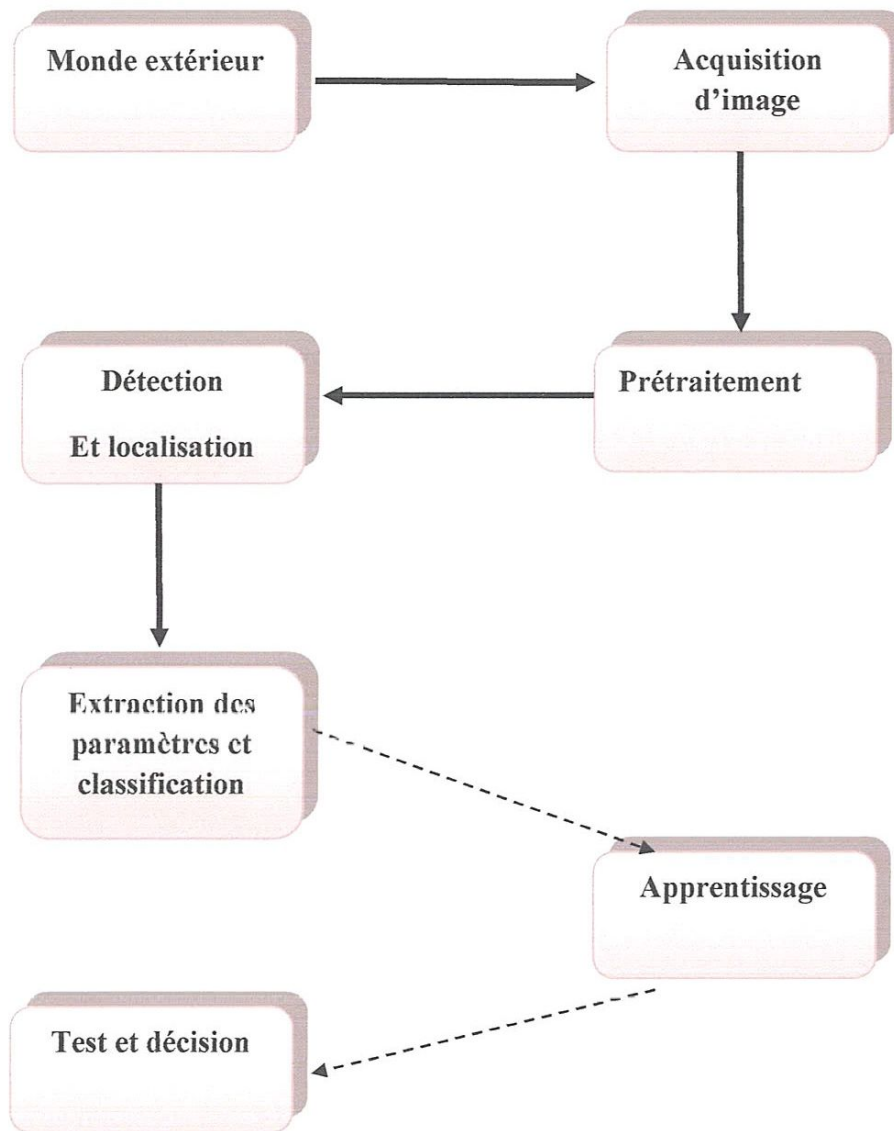 Monde extérieur
Acquisition
d'image
Prétraitement
Détection
Et localisation
Extraction des
paramètres et
classification
Apprentissage
Test et décision